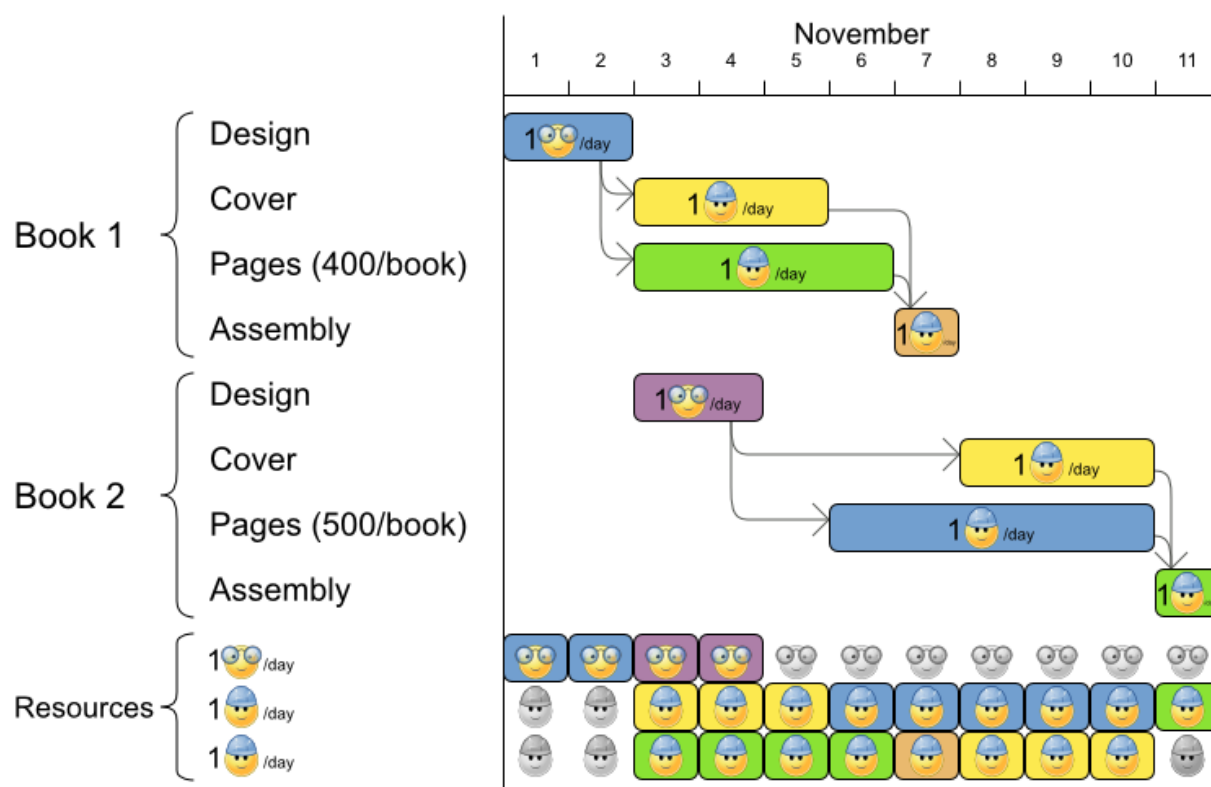 November
1 2 3 4 5 6 7 8 9 10 11
Book 1
Design
1 /day
Cover
1 /day
Pages (400/book)
1 /day
Assembly
1 /day
Book 2
Design
1 /day
Cover
1 /day
Pages (500/book)
1 /day
Assembly
1
Resources
1 /day
1 /day
1 /day